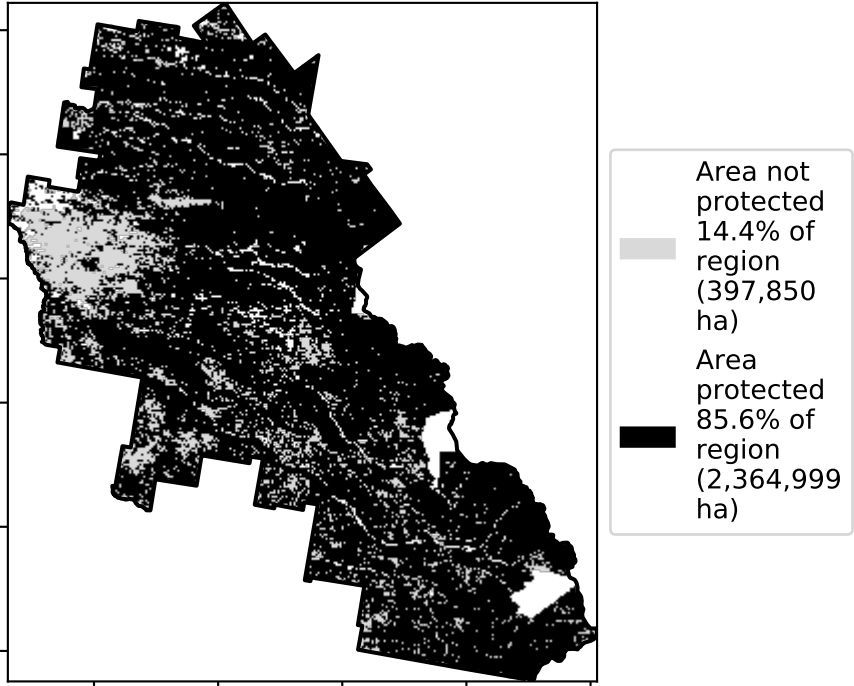 Area not
protected
14.4% of
region
(397,850
ha)
Area
protected
85.6% of
region
(2,364,999
ha)